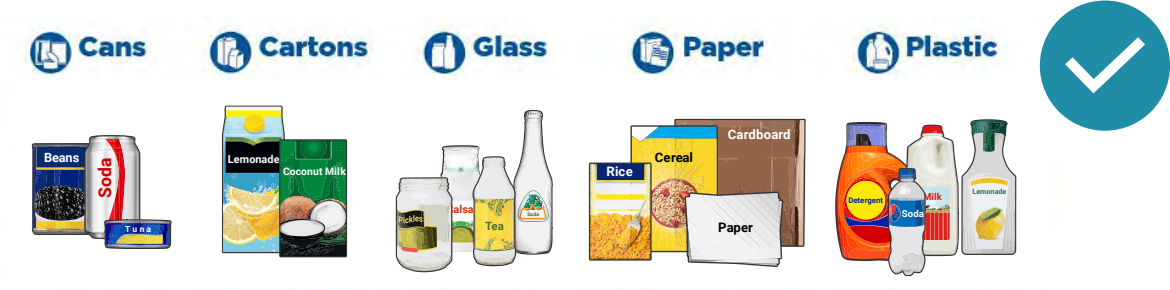 Cans
Cartons
Glass
Paper
Plastic
Beans
Soda
Tuna
Lemonade
Coconut Milk
Pickles
alsa
Tea
Soda
Rice
Cereal
Cardboard
Paper
Detergent
Soda
Milk
Lemonade